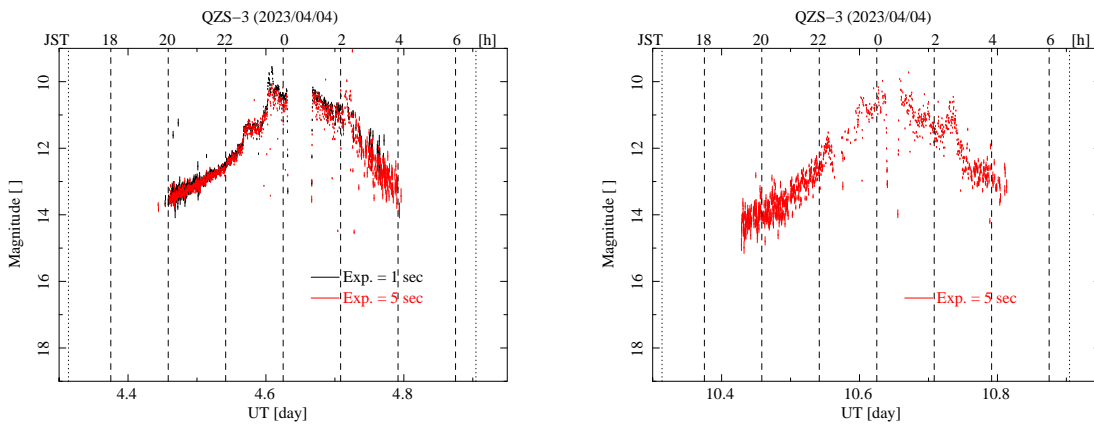 QZS−3 (2023/04/04)
JST 18 20 22 0 2 4 6 [h]
10
12
14
16
18
Magnitude [ ]
Exp. = 1 sec
Exp. = 5 sec
4.4 4.6 4.8
UT [day]
QZS−3 (2023/04/04)
JST 18 20 22 0 2 4 6 [h]
10
12
14
16
18
Magnitude [ ]
Exp. = 5 sec
10.4 10.6 10.8
UT [day]